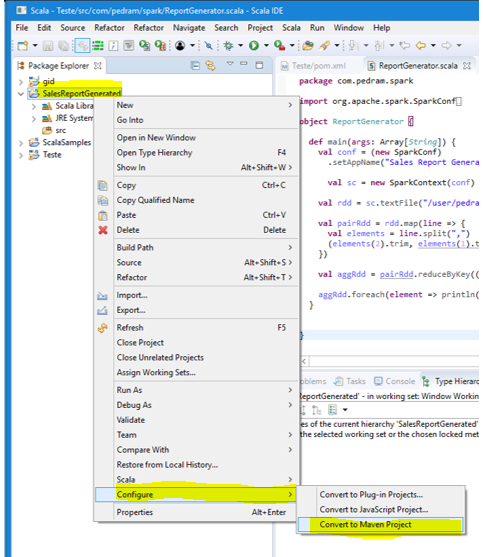 Scala - Teste/src/com/pedram/spark/ReportGenerator.scala - Scala IDE
File Edit Source Refactor Navigate Search Project Scala Run Window Help
Package Explorer
gid
SalesReportGenerated
Scala Libra
JRE System
src
ScalaSamples
Teste
New
Go Into
Open in New Window
Open Type Hierarchy F4
Show In Alt+Shift+W
Copy Ctrl+C
Copy Qualified Name
Paste Ctrl+V
Delete Delete
Build Path
Source Alt+Shift+S
Refactor Alt+Shift+T
Import...
Export...
Refresh F5
Close Project
Close Unrelated Projects
Assign Working Sets...
Run As
Debug As
Validate
Team
Compare With
Restore from Local History...
Scala
Configure
Properties Alt+Enter
Convert to Plug-in Projects...
Convert to JavaScript Project...
Convert to Maven Project
Teste/pom.xml ReportGenerator.scala
package com.pedram.spark
import org.apache.spark.SparkConf
object ReportGenerator {
def main(args: Array[String]) {
val conf = (new SparkConf)
.setAppName("Sales Report Genera
val sc = new SparkContext(conf)
val rdd = sc.textFile("/user/pedra
val pairRdd = rdd.map(line => {
val elements = line.split(",")
(elements(2).trim, elements(1).t
})
val aggRdd = pairRdd.reduceByKey((
aggRdd.foreach(element => println(
}
}
oblems Tasks Console Type Hierarc
ReportGenerated' - in working set: Window Working
es of the current hierarchy 'SalesReportGenerated'
the selected working set or the chosen locked met